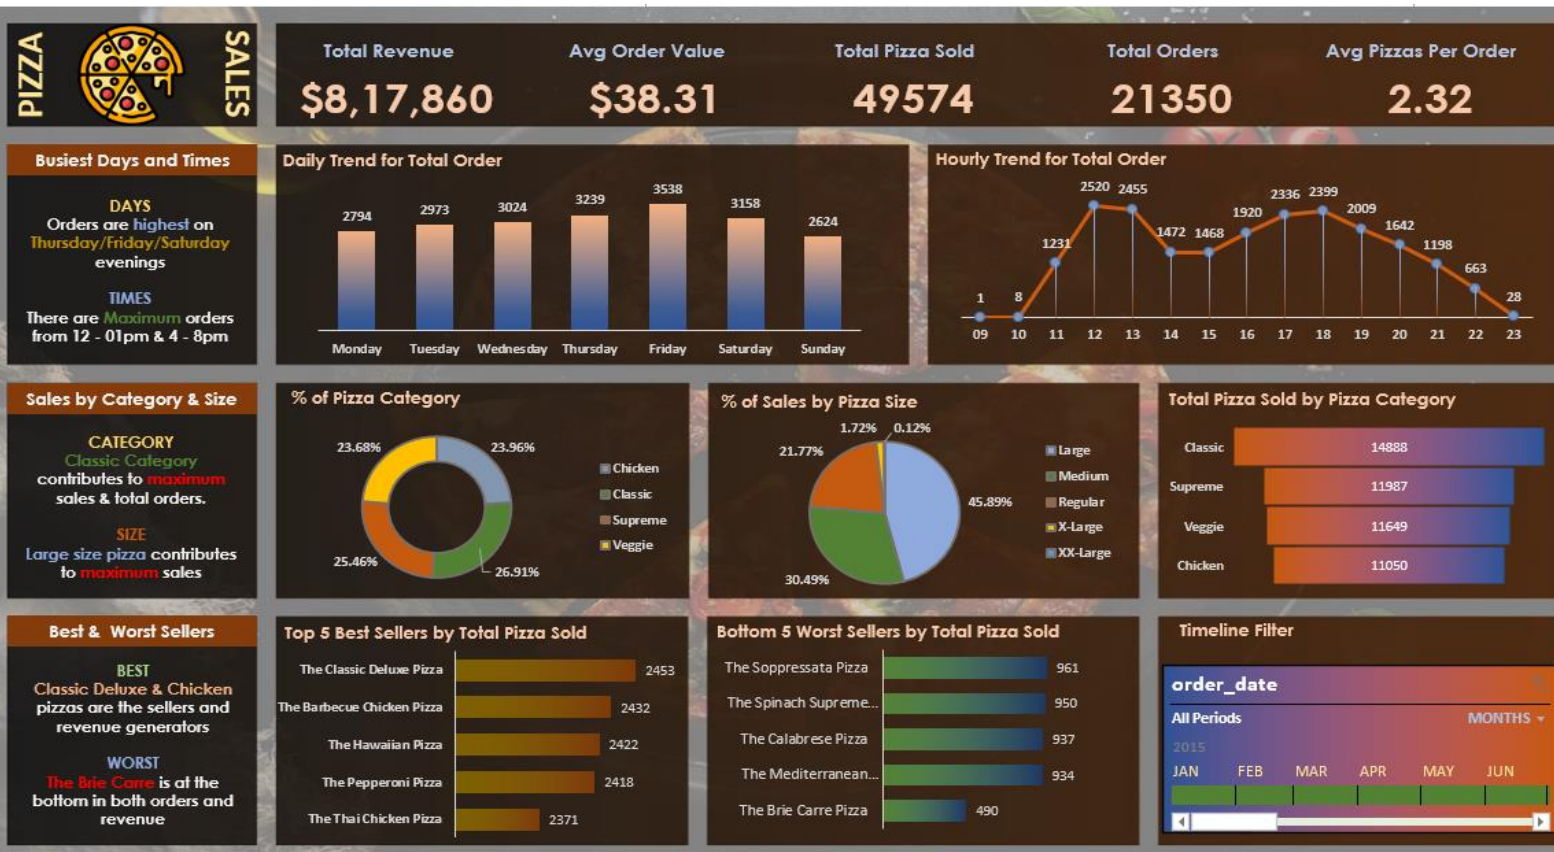 PIZZA
SALES
Total Revenue
$8,17,860
Avg Order Value
$38.31
Total Pizza Sold
49574
Total Orders
21350
Avg Pizzas Per Order
2.32
Busiest Days and Times
DAYS
Orders are highest on
Thursday/Friday/Saturday
evenings
TIMES
There are Maximum orders
from 12 - 01pm & 4 - 8pm
Daily Trend for Total Order
2794
2973
3024
3239
3538
3158
2624
Monday
Tuesday
Wednesday
Thursday
Friday
Saturday
Sunday
Hourly Trend for Total Order
1
8
1231
2520
2455
1472
1468
1920
2336
2399
2009
1642
1198
663
28
09
10
11
12
13
14
15
16
17
18
19
20
21
22
23
Sales by Category & Size
CATEGORY
Classic Category
contributes to maximum
sales & total orders.
SIZE
Large size pizza contributes
to maximum sales
% of Pizza Category
23.68%
23.96%
25.46%
26.91%
Chicken
Classic
Supreme
Veggie
% of Sales by Pizza Size
1.72%
0.12%
21.77%
45.89%
30.49%
Large
Medium
Regular
X-Large
XX-Large
Total Pizza Sold by Pizza Category
Classic
14888
Supreme
11987
Veggie
11649
Chicken
11050
Best & Worst Sellers
BEST
Classic Deluxe & Chicken
pizzas are the sellers and
revenue generators
WORST
The Brie Carre is at the
bottom in both orders and
revenue
Top 5 Best Sellers by Total Pizza Sold
The Classic Deluxe Pizza
2453
The Barbecue Chicken Pizza
2432
The Hawaiian Pizza
2422
The Pepperoni Pizza
2418
The Thai Chicken Pizza
2371
Bottom 5 Worst Sellers by Total Pizza Sold
The Soppressata Pizza
961
The Spinach Supreme...
950
The Calabrese Pizza
937
The Mediterranean...
934
The Brie Carre Pizza
490
Timeline Filter
order_date
All Periods
MONTHS
2015
JAN
FEB
MAR
APR
MAY
JUN